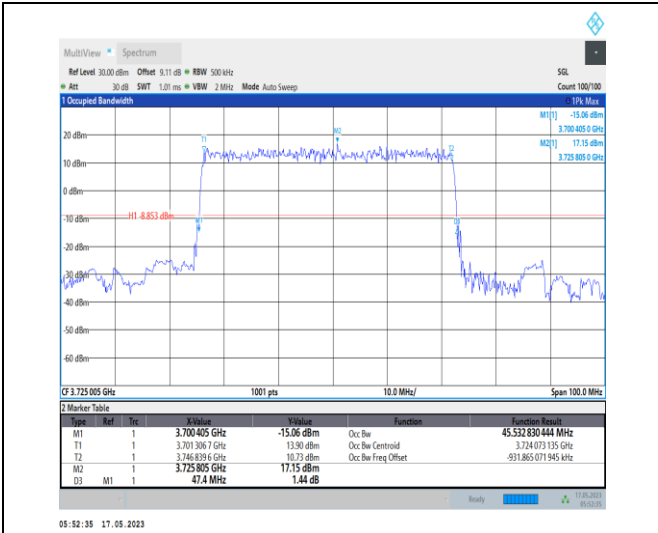 MultiView Spectrum
Ref Level 30.00 dBm Offset 9.11 dB RBW 500 kHz SGL
Att 30 dB SWT 1.01 ms VBW 2 MHz Mode Auto Sweep Count 100/100
1 Occupied Bandwidth 1Pk Max
M1[1] -15.06 dBm
3.700 405 0 GHz
M2[1] 17.15 dBm
3.725 805 0 GHz
M2
T1
T2
20 dBm
10 dBm
0 dBm
H1 -8.853 dBm
-10 dBm
M1
D3
-20 dBm
-30 dBm
-40 dBm
-50 dBm
-60 dBm
CF 3.725 005 GHz 1001 pts 10.0 MHz/ Span 100.0 MHz
2 Marker Table
Type Ref Trc X-Value Y-Value Function Function Result
M1 1 3.700 405 GHz -15.06 dBm Occ Bw 45.532 830 444 MHz
T1 1 3.701 306 7 GHz 13.90 dBm Occ Bw Centroid 3.724 073 135 GHz
T2 1 3.746 839 6 GHz 10.73 dBm Occ Bw Freq Offset -931.865 071 945 kHz
M2 1 3.725 805 GHz 17.15 dBm
D3 M1 1 47.4 MHz 1.44 dB
Ready 17.05.2023
05:52:35
05:52:35 17.05.2023